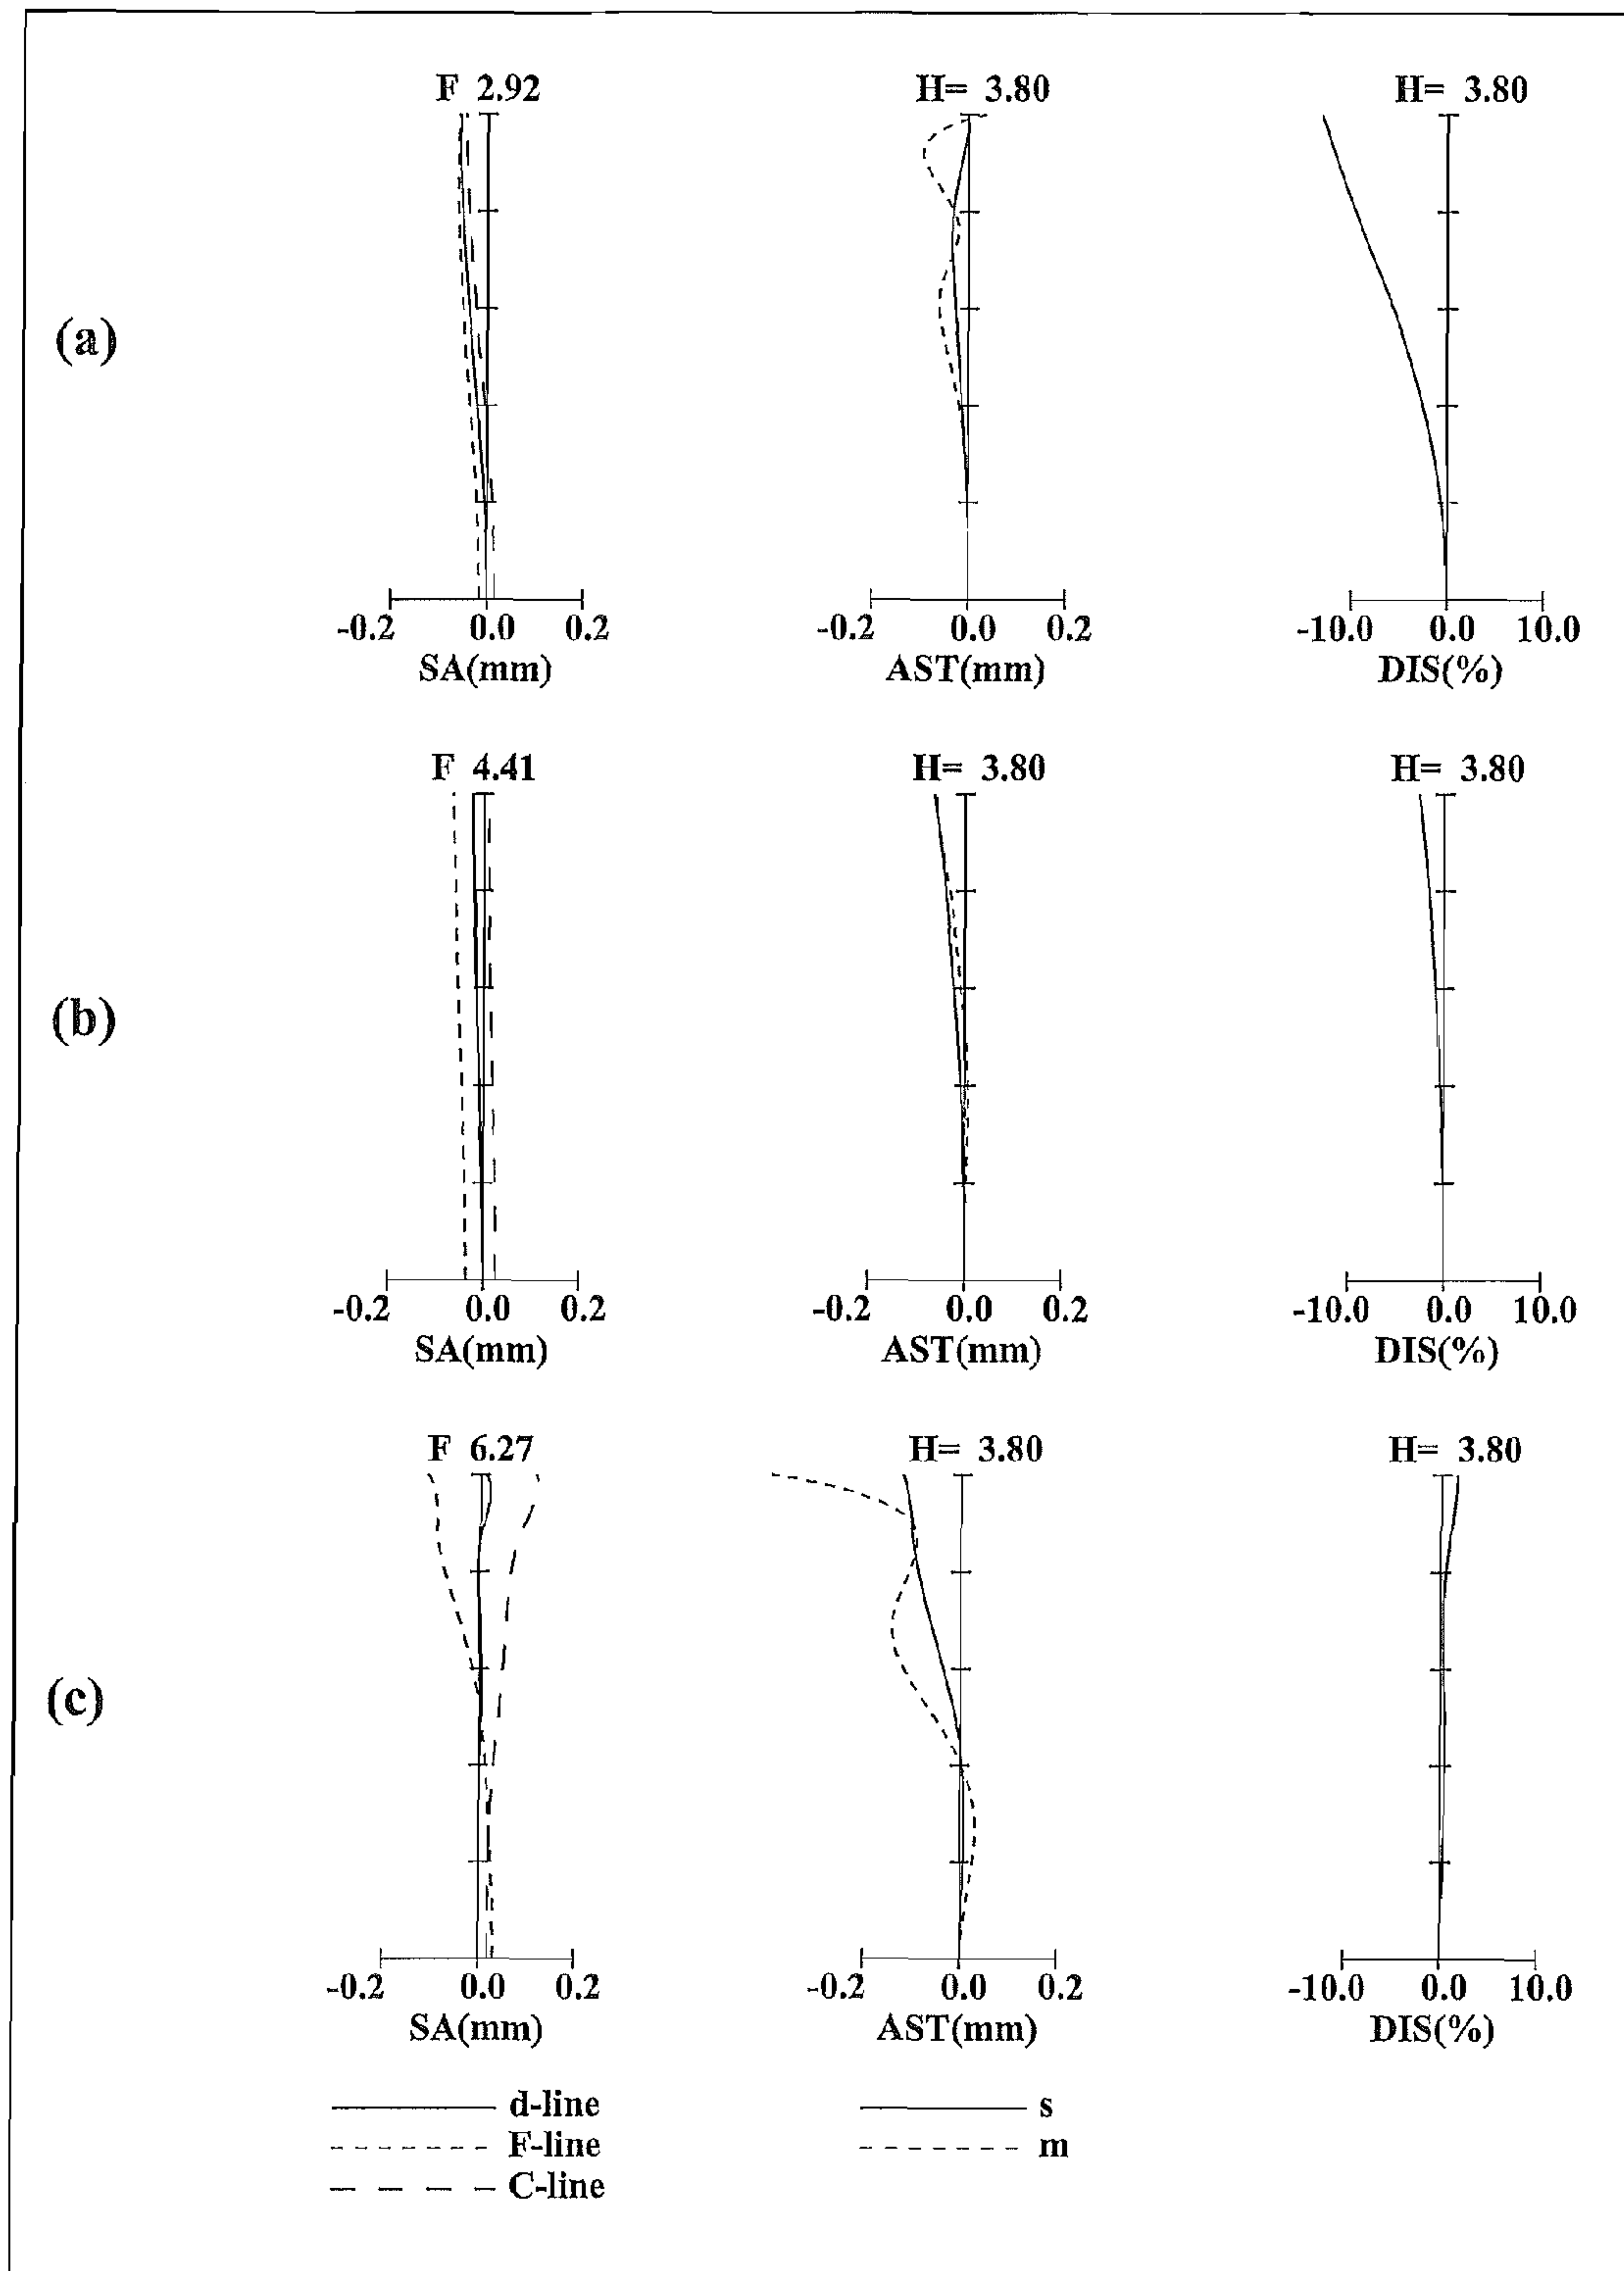 F 2.92 H= 3.80 H= 3.80
(a)
-0.2 0.0 0.2 -0.2 0.0 0.2 -10.0 0.0 10.0
SA(mm) AST(mm) DIS(%)
F 4.41 H= 3.80 H= 3.80
(b)
-0.2 0.0 0.2 -0.2 0.0 0.2 -10.0 0.0 10.0
SA(mm) AST(mm) DIS(%)
F 6.27 H= 3.80 H= 3.80
(c)
-0.2 0.0 0.2 -0.2 0.0 0.2 -10.0 0.0 10.0
SA(mm) AST(mm) DIS(%)
d-line s
F-line m
C-line